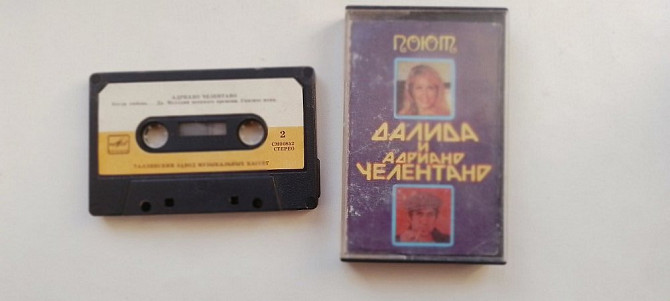 АДРИАНО ЧЕЛЕНТАНО
2
СТЕРЕО
ТАЛЛИНСКИЙ ЗАВОД МУЗЫКАЛЬНЫХ КАССЕТ
ПОЮТ
ДАЛИДА
И
АДРИАНО
ЧЕЛЕНТАНО